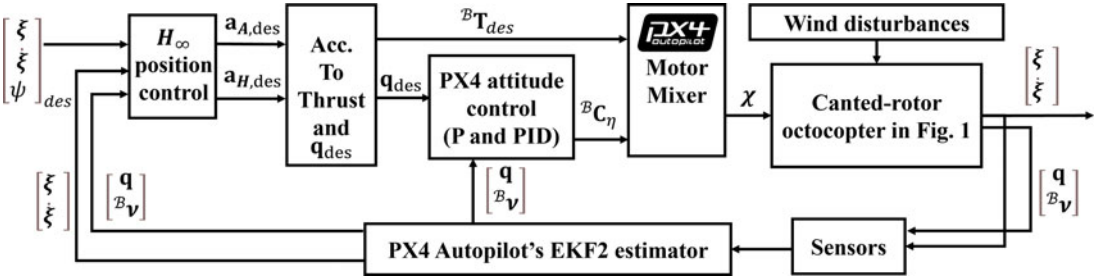 [ξ ξ̇ ψ]des
H∞
position
control
a𝐴,des
a𝐻,des
Acc.
To
Thrust
and
q_des
ᴮT_des
q_des
PX4 attitude
control
(P and PID)
ᴮC_η
px4
autopilot
Motor
Mixer
χ
Wind disturbances
Canted-rotor
octocopter in Fig. 1
[ξ ξ̇]
[q ᴮν]
Sensors
PX4 Autopilot's EKF2 estimator
[q ᴮν]
[q ᴮν]
[ξ ξ̇]